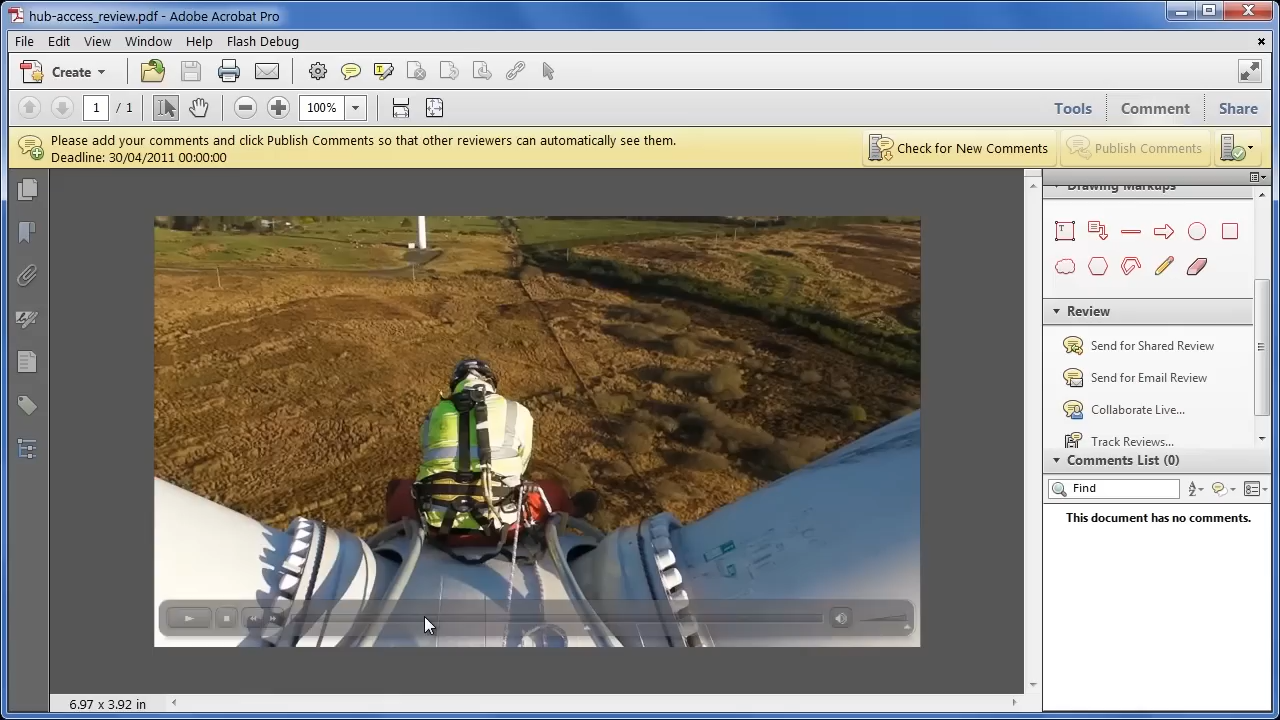 hub-access_review.pdf - Adobe Acrobat Pro
File Edit View Window Help Flash Debug
Create
1 / 1 100% Tools Comment Share
Please add your comments and click Publish Comments so that other reviewers can automatically see them.
Deadline: 30/04/2011 00:00:00
Check for New Comments Publish Comments
Drawing Markups
T
Review
Send for Shared Review
Send for Email Review
Collaborate Live...
Track Reviews...
Comments List (0)
Find
This document has no comments.
6.97 x 3.92 in